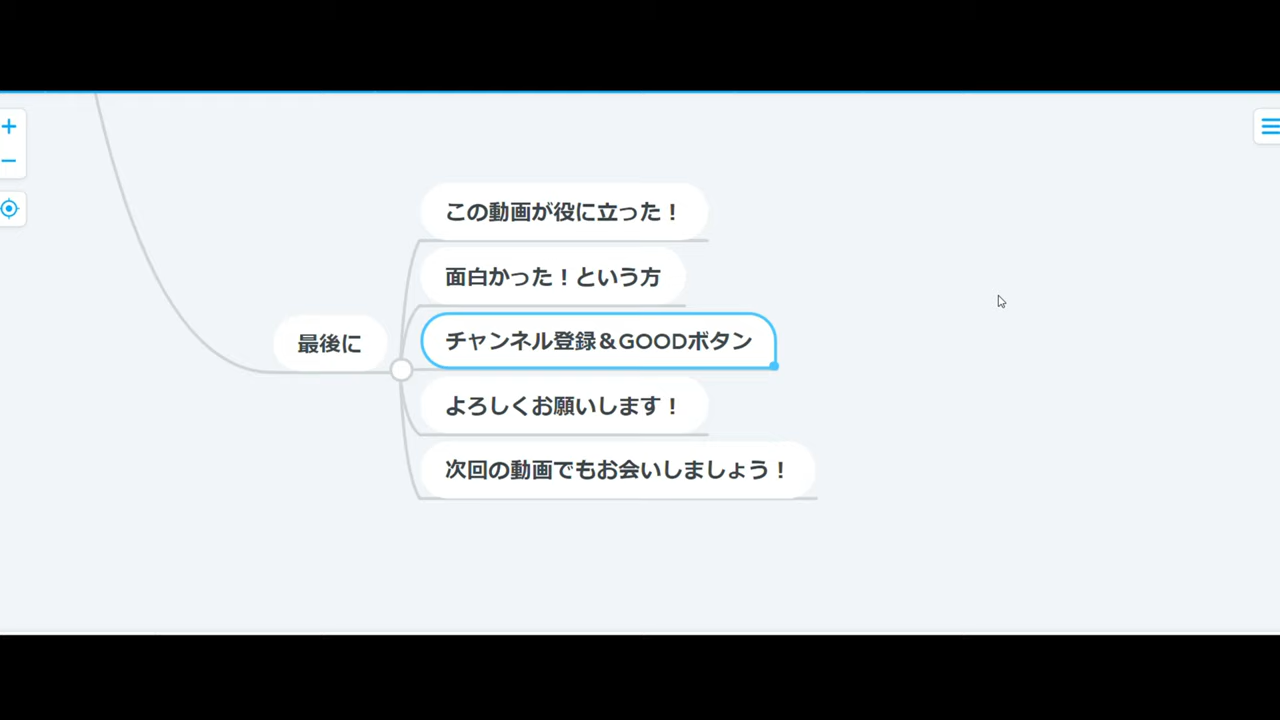 最後に
この動画が役に立った！
面白かった！という方
チャンネル登録＆GOODボタン
よろしくお願いします！
次回の動画でもお会いしましょう！